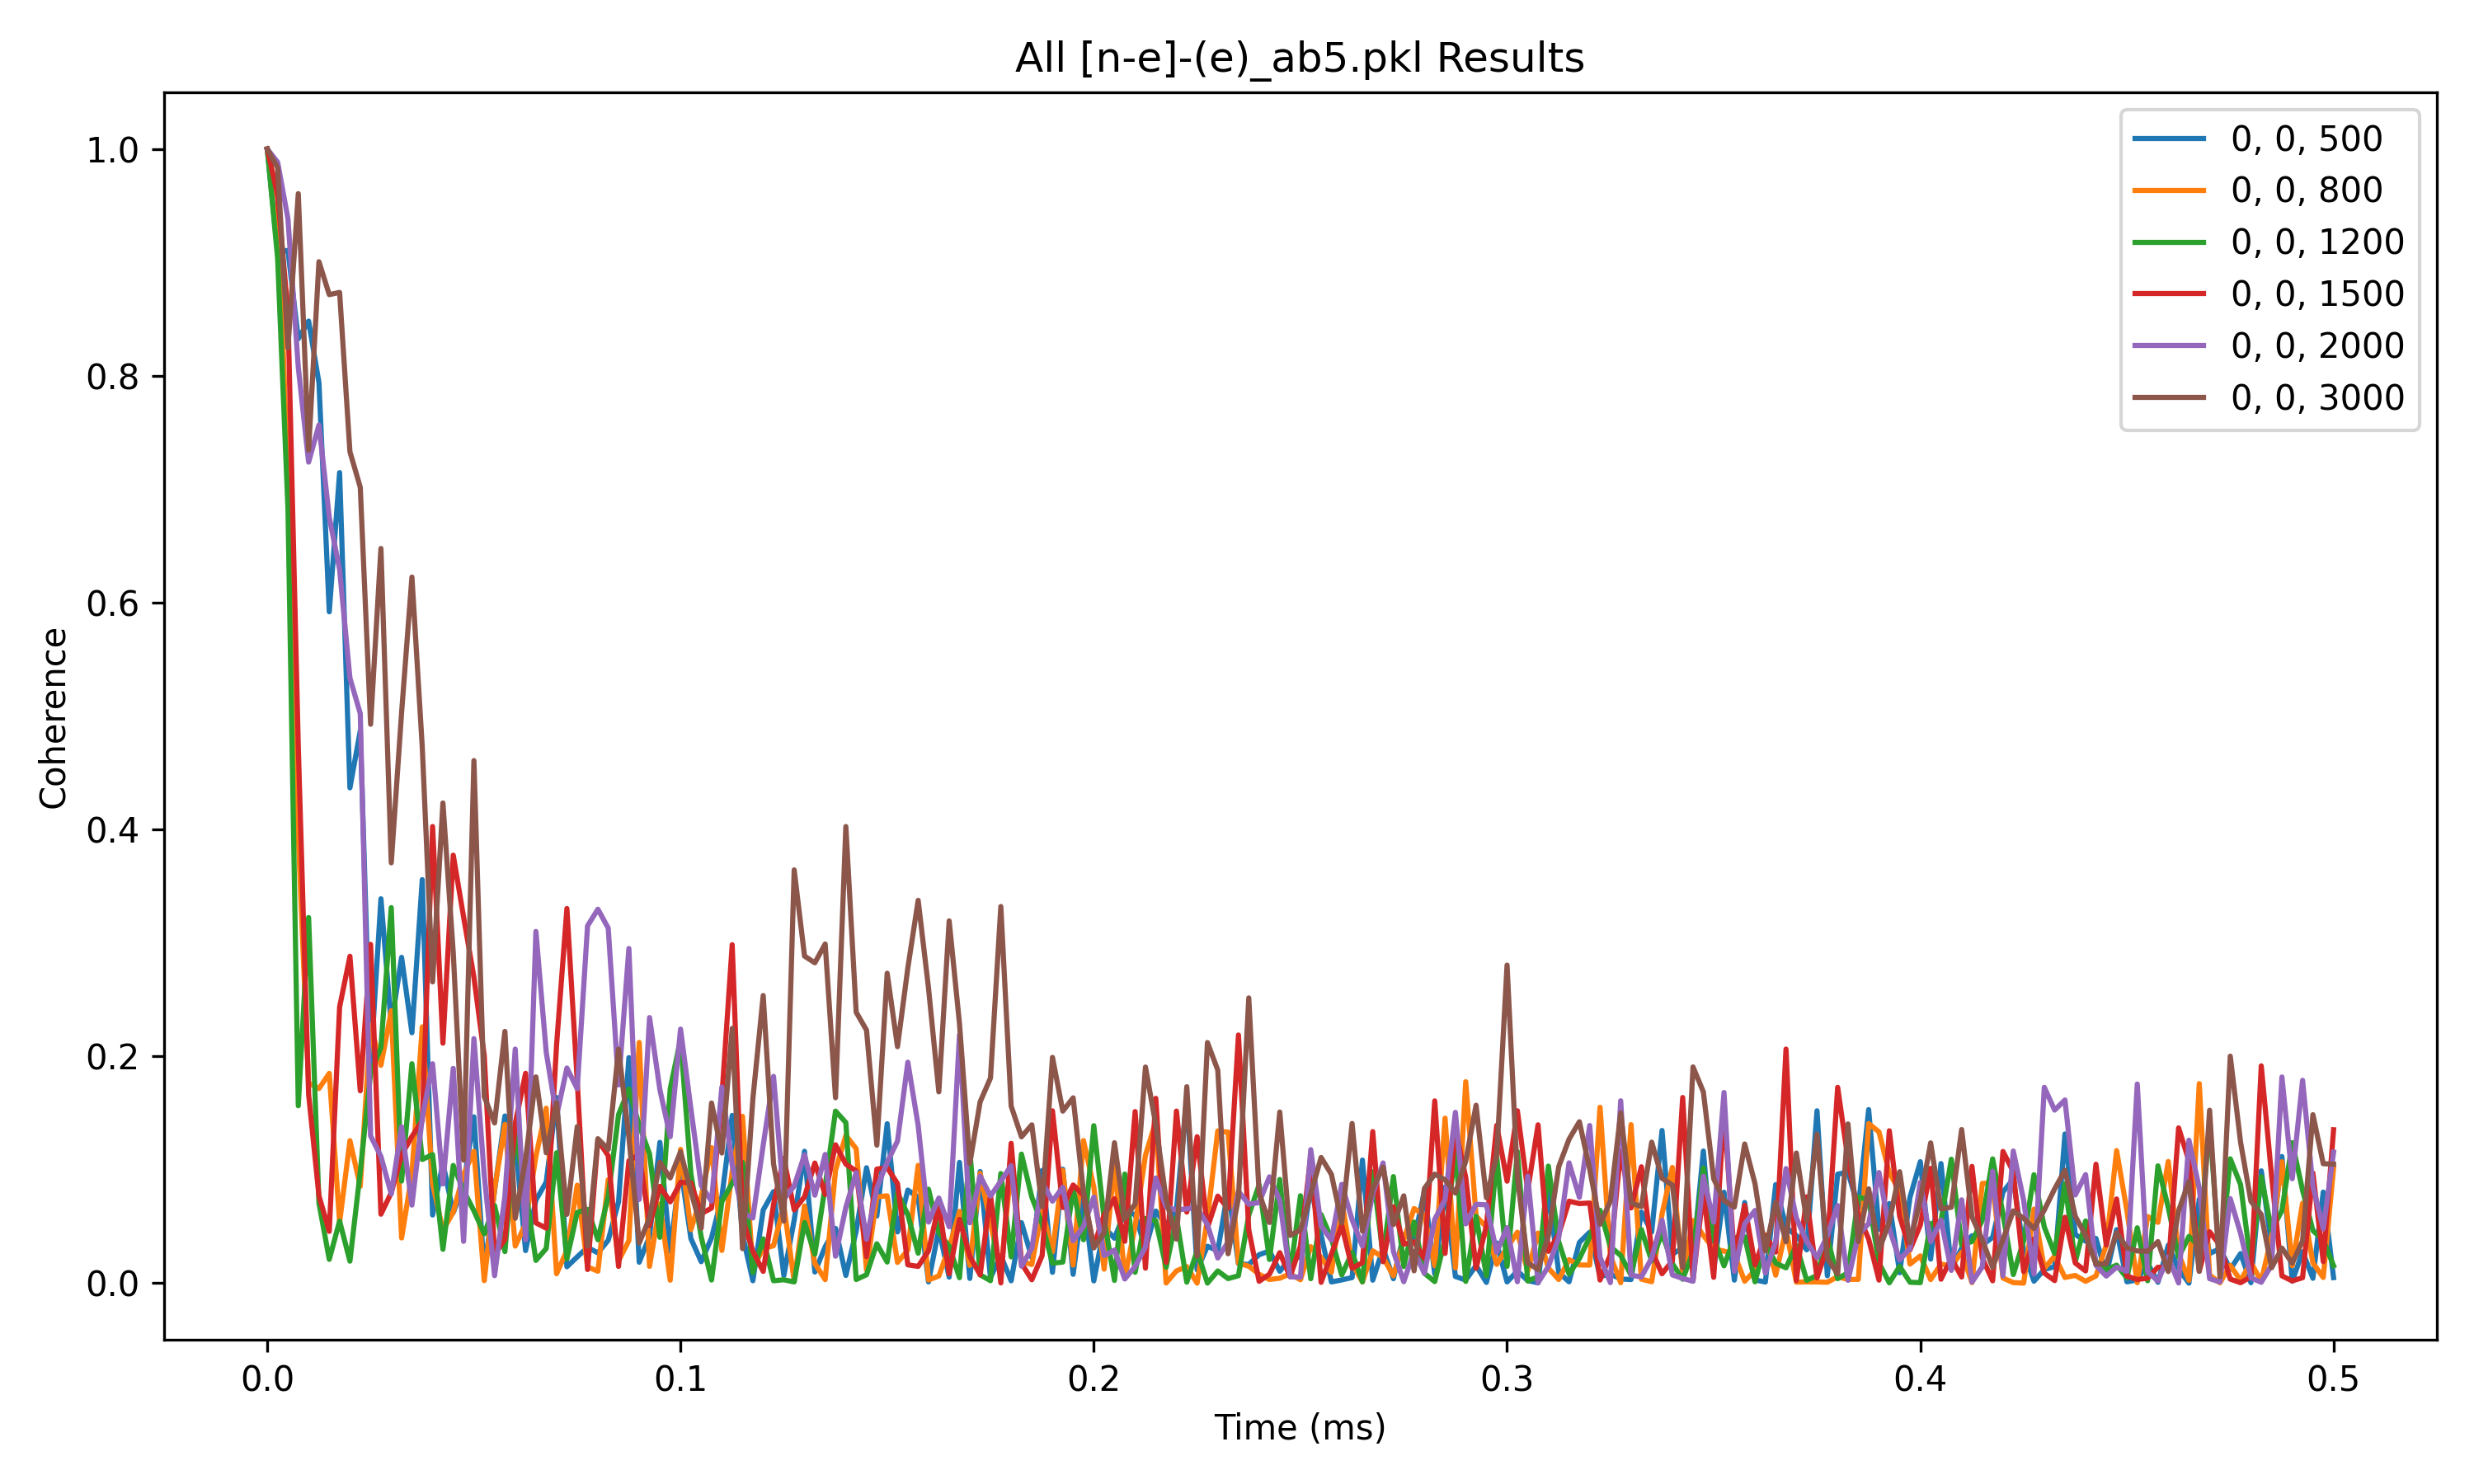 All [n-e]-(e)_ab5.pkl Results
1.0
0.8
0.6
0.4
0.2
0.0
Coherence
0, 0, 500
0, 0, 800
0, 0, 1200
0, 0, 1500
0, 0, 2000
0, 0, 3000
0.0 0.1 0.2 0.3 0.4 0.5
Time (ms)